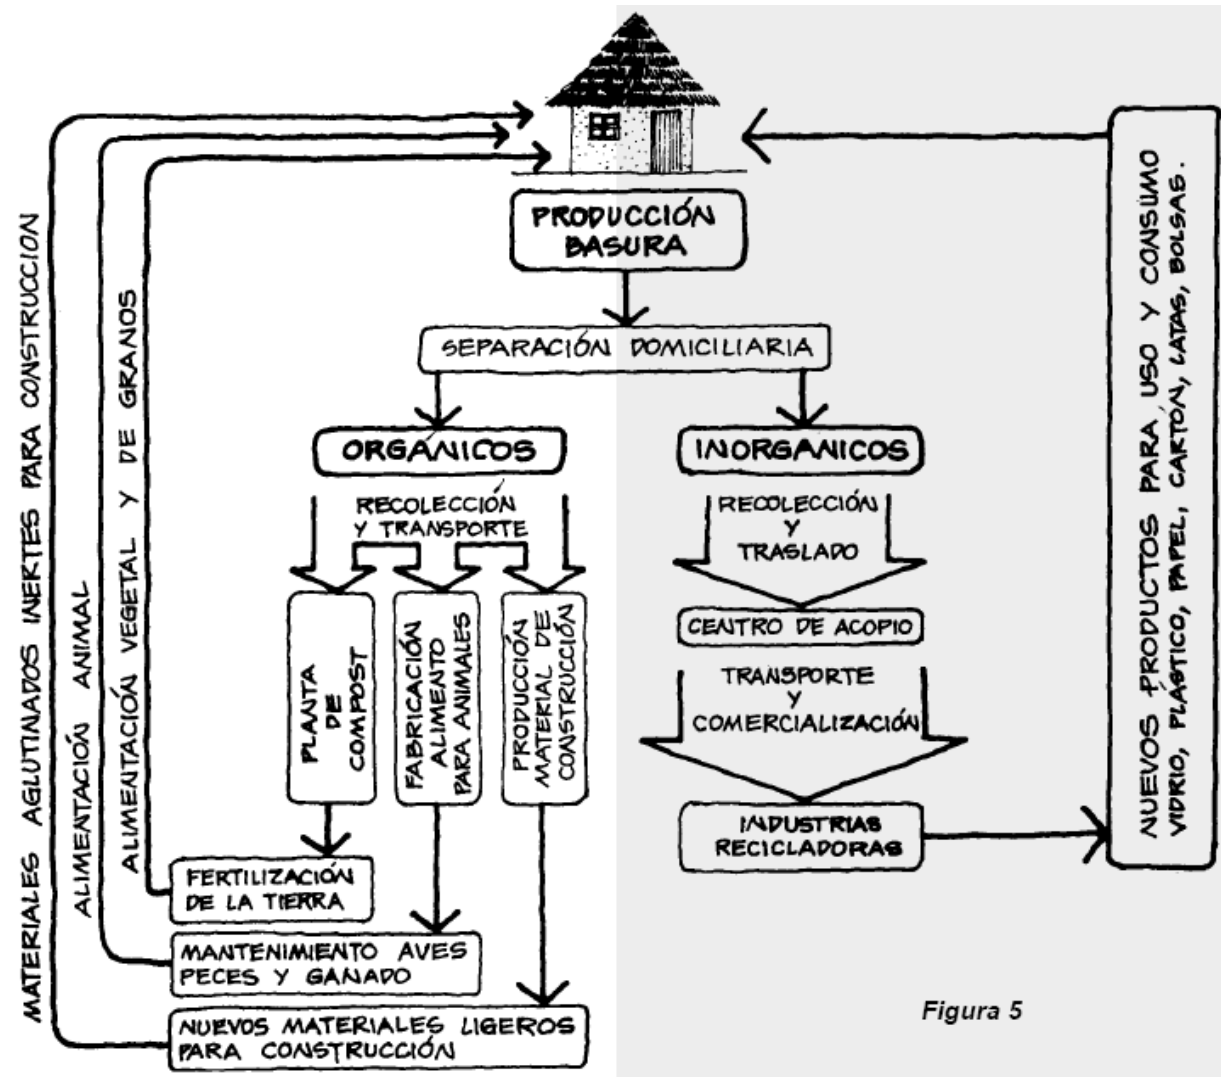 PRODUCCIÓN
BASURA
SEPARACIÓN DOMICILIARIA
ORGÁNICOS
RECOLECCIÓN
Y TRANSPORTE
PLANTA
DE
COMPOST
FABRICACIÓN
ALIMENTO
PARA ANIMALES
PRODUCCIÓN
MATERIAL DE
CONSTRUCCIÓN
FERTILIZACIÓN
DE LA TIERRA
MANTENIMIENTO AVES
PECES Y GANADO
NUEVOS MATERIALES LIGEROS
PARA CONSTRUCCIÓN
MATERIALES AGLUTINADOS INERTES PARA CONSTRUCCION
ALIMENTACIÓN ANIMAL
ALIMENTACIÓN VEGETAL Y DE GRANOS
INORGÁNICOS
RECOLECCIÓN
Y
TRASLADO
CENTRO DE ACOPIO
TRANSPORTE
Y
COMERCIALIZACIÓN
INDUSTRIAS
RECICLADORAS
NUEVOS PRODUCTOS PARA USO Y CONSUMO
VIDRIO, PLÁSTICO, PAPEL, CARTÓN, LATAS, BOLSAS.
Figura 5